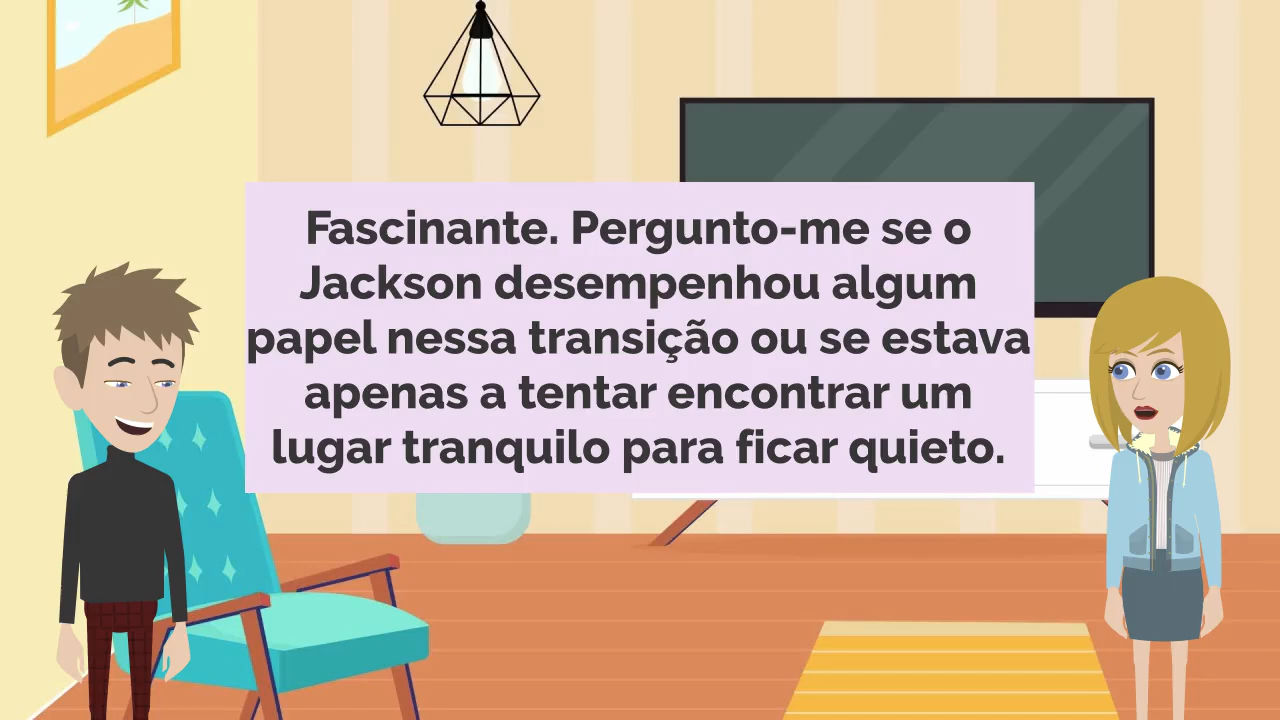 Fascinante. Pergunto-me se o
Jackson desempenhou algum
papel nessa transição ou se estava
apenas a tentar encontrar um
lugar tranquilo para ficar quieto.